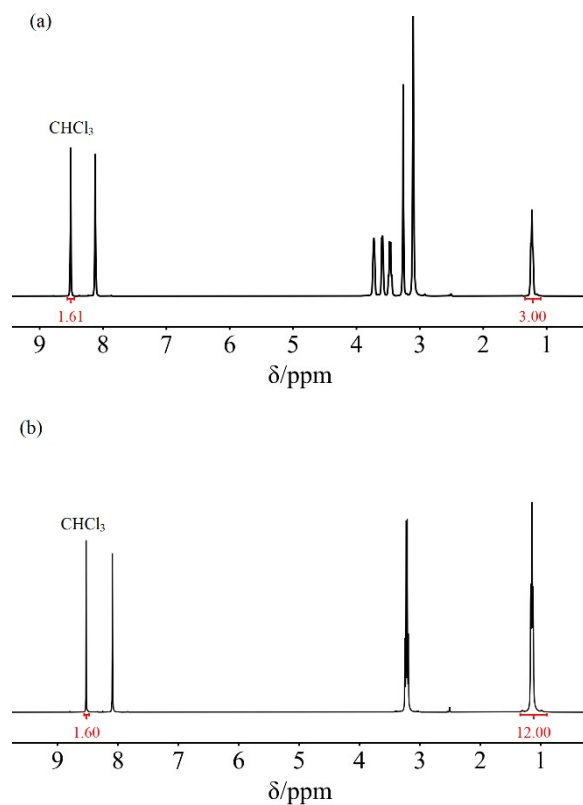 (a)
CHCl₃
1.61
3.00
9 8 7 6 5 4 3 2 1
δ/ppm
(b)
CHCl₃
1.60
12.00
9 8 7 6 5 4 3 2 1
δ/ppm